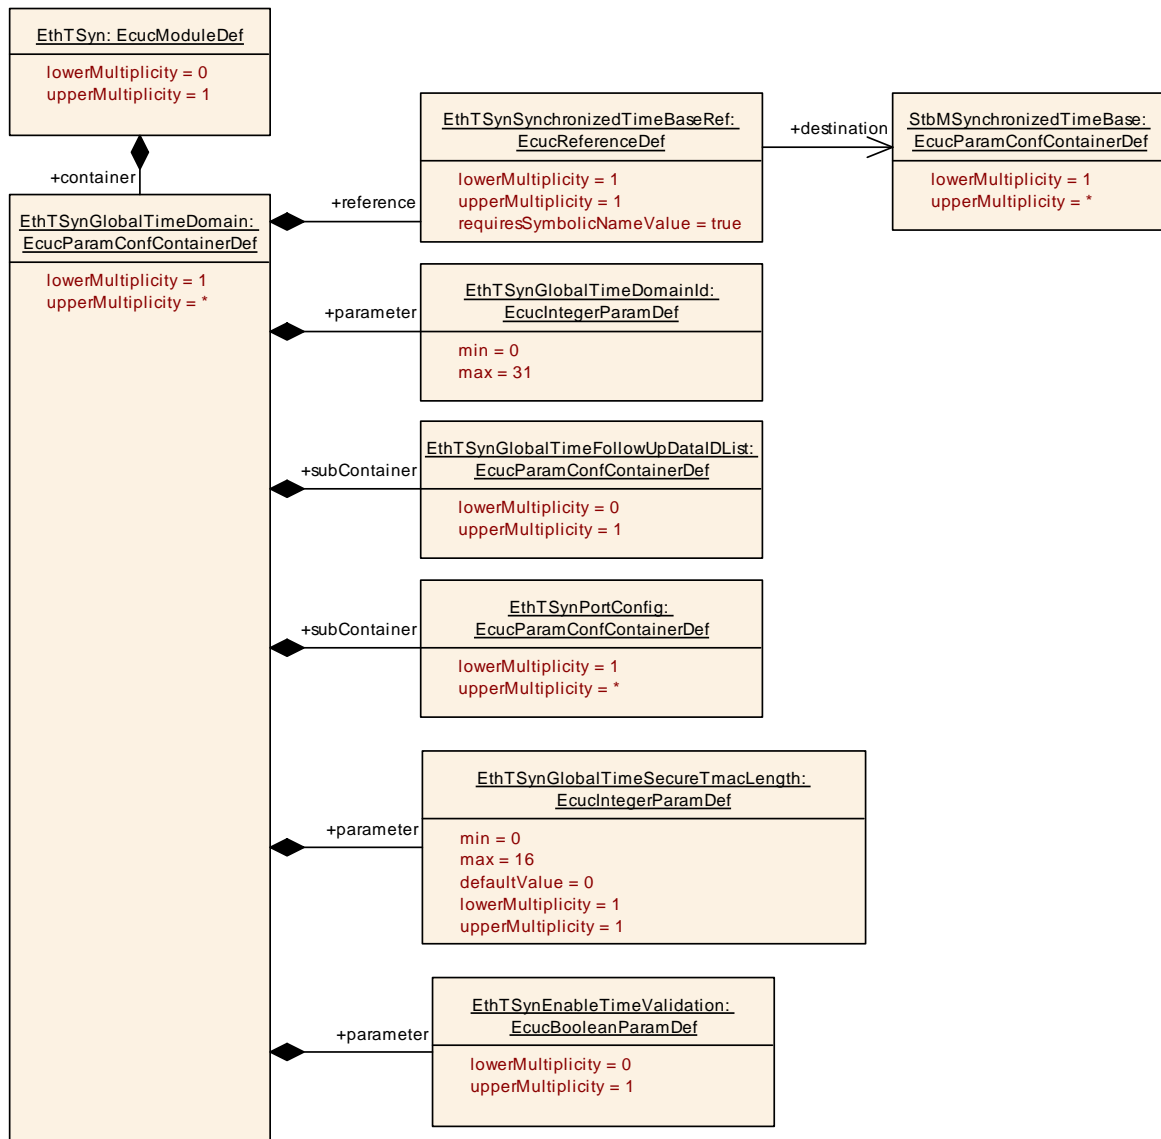 EthTSyn: EcucModuleDef
lowerMultiplicity = 0
upperMultiplicity = 1
+container
EthTSynGlobalTimeDomain:
EcucParamConfContainerDef
lowerMultiplicity = 1
upperMultiplicity = *
+reference
EthTSynSynchronizedTimeBaseRef:
EcucReferenceDef
lowerMultiplicity = 1
upperMultiplicity = 1
requiresSymbolicNameValue = true
+destination
StbMSynchronizedTimeBase:
EcucParamConfContainerDef
lowerMultiplicity = 1
upperMultiplicity = *
+parameter
EthTSynGlobalTimeDomainId:
EcucIntegerParamDef
min = 0
max = 31
+subContainer
EthTSynGlobalTimeFollowUpDataIDList:
EcucParamConfContainerDef
lowerMultiplicity = 0
upperMultiplicity = 1
+subContainer
EthTSynPortConfig:
EcucParamConfContainerDef
lowerMultiplicity = 1
upperMultiplicity = *
+parameter
EthTSynGlobalTimeSecureTmacLength:
EcucIntegerParamDef
min = 0
max = 16
defaultValue = 0
lowerMultiplicity = 1
upperMultiplicity = 1
+parameter
EthTSynEnableTimeValidation:
EcucBooleanParamDef
lowerMultiplicity = 0
upperMultiplicity = 1